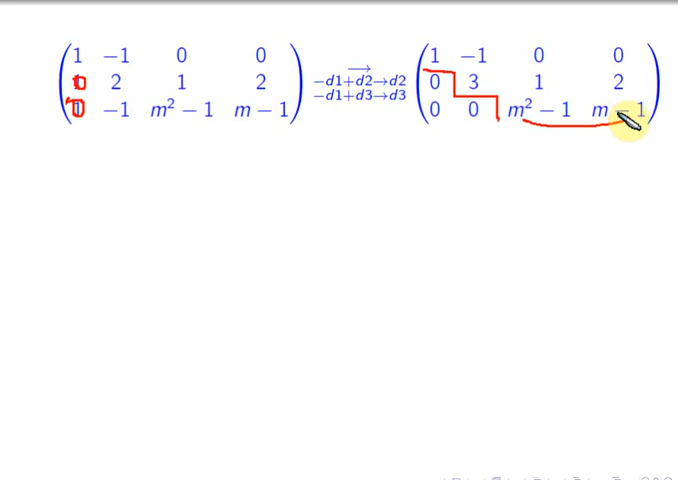 1 −1 0 0 → 1 −1 0 0
2 1 2 −d1+d2→d2 0 3 1 2
−d1+d3→d3
0 −1 m² − 1 m − 1 0 0 m² − 1 m − 1